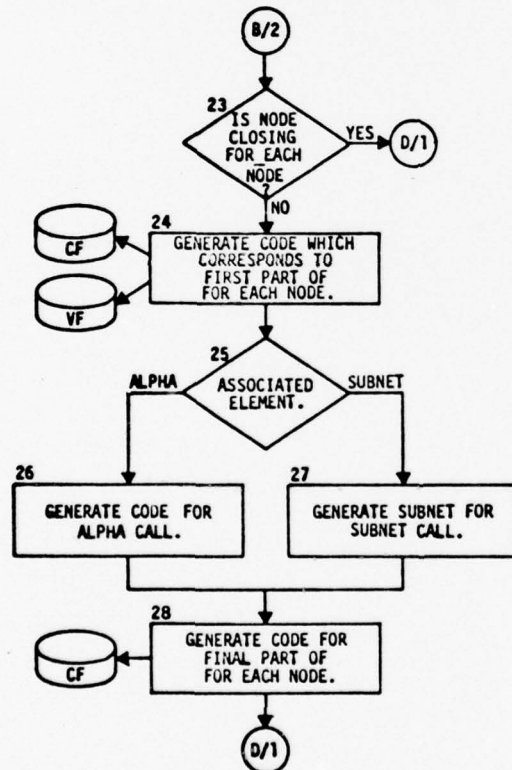 B/2
23
IS NODE
CLOSING
FOR EACH
NODE
?
YES
D/1
NO
24
CF
VF
GENERATE CODE WHICH
CORRESPONDS TO
FIRST PART OF
FOR EACH NODE.
25
ALPHA
ASSOCIATED
ELEMENT.
SUBNET
26
GENERATE CODE FOR
ALPHA CALL.
27
GENERATE SUBNET FOR
SUBNET CALL.
28
CF
GENERATE CODE FOR
FINAL PART OF
FOR EACH NODE.
D/1